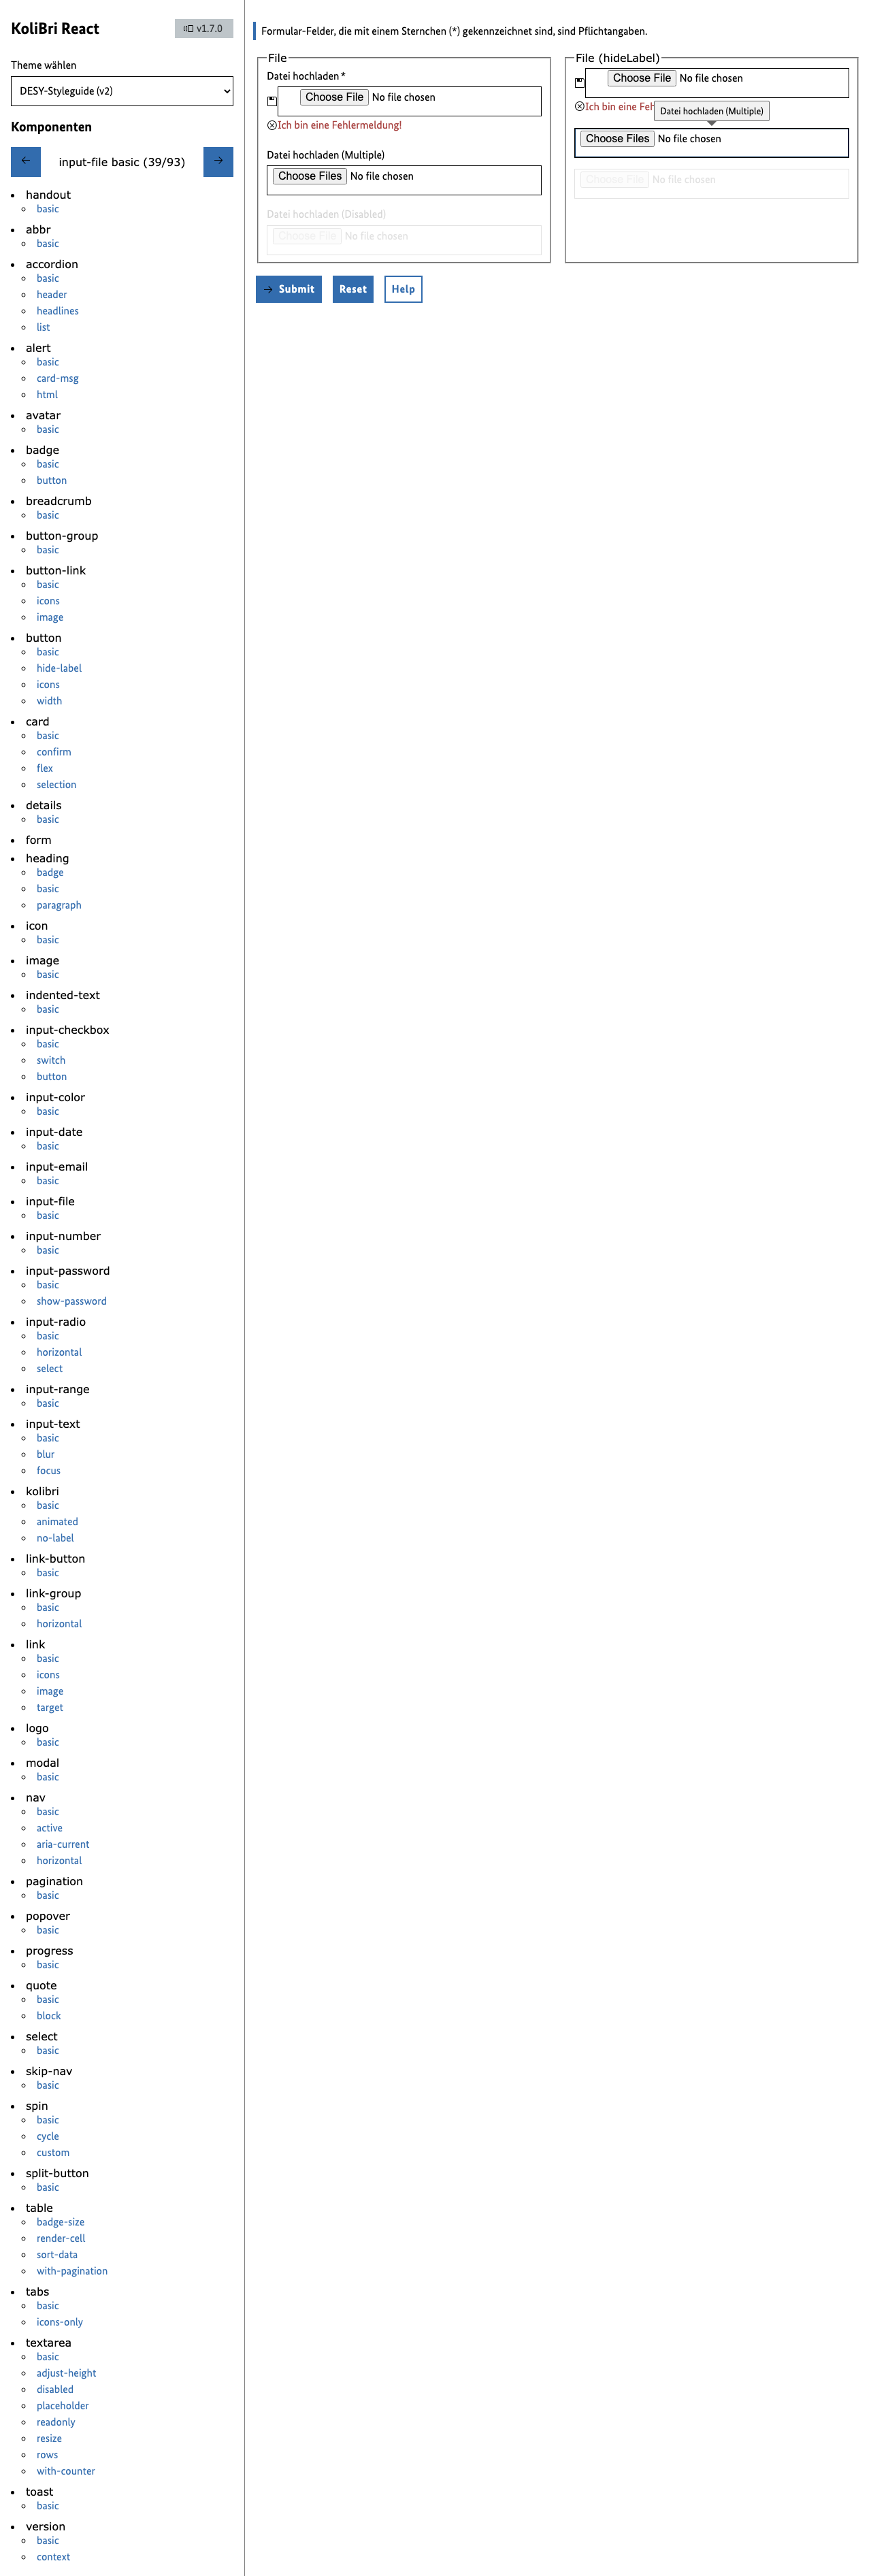 KoliBri React
v1.7.0
Theme wählen
DESY-Styleguide (v2)
Komponenten
← input-file basic (39/93) →
handout
basic
abbr
basic
accordion
basic
header
headlines
list
alert
basic
card-msg
html
avatar
basic
badge
basic
button
breadcrumb
basic
button-group
basic
button-link
basic
icons
image
button
basic
hide-label
icons
width
card
basic
confirm
flex
selection
details
basic
form
heading
badge
basic
paragraph
icon
basic
image
basic
indented-text
basic
input-checkbox
basic
switch
button
input-color
basic
input-date
basic
input-email
basic
input-file
basic
input-number
basic
input-password
basic
show-password
input-radio
basic
horizontal
select
input-range
basic
input-text
basic
blur
focus
kolibri
basic
animated
no-label
link-button
basic
link-group
basic
horizontal
link
basic
icons
image
target
logo
basic
modal
basic
nav
basic
active
aria-current
horizontal
pagination
basic
popover
basic
progress
basic
quote
basic
block
select
basic
skip-nav
basic
spin
basic
cycle
custom
split-button
basic
table
badge-size
render-cell
sort-data
with-pagination
tabs
basic
icons-only
textarea
basic
adjust-height
disabled
placeholder
readonly
resize
rows
with-counter
toast
basic
version
basic
context
Formular-Felder, die mit einem Sternchen (*) gekennzeichnet sind, sind Pflichtangaben.
File
Datei hochladen *
Choose File No file chosen
Ich bin eine Fehlermeldung!
Datei hochladen (Multiple)
Choose Files No file chosen
Datei hochladen (Disabled)
Choose File No file chosen
File (hideLabel)
Choose File No file chosen
Ich bin eine Feh
Datei hochladen (Multiple)
Choose Files No file chosen
Choose File No file chosen
→ Submit
Reset
Help